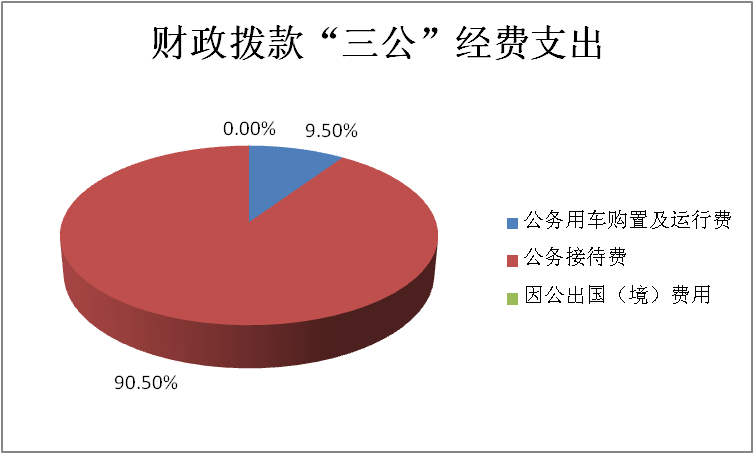 财政拨款“三公”经费支出
0.00%
9.50%
公务用车购置及运行费
公务接待费
因公出国（境）费用
90.50%